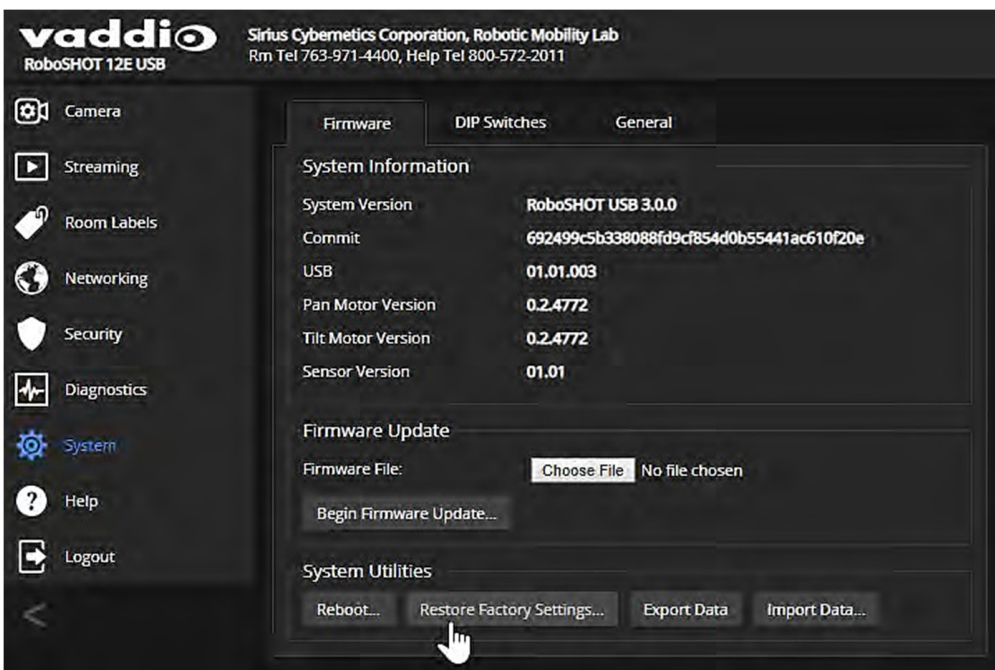 vaddio
RoboSHOT 12E USB
Sirius Cybernetics Corporation, Robotic Mobility Lab
Rm Tel 763-971-4400, Help Tel 800-572-2011
Camera
Streaming
Room Labels
Networking
Security
Diagnostics
System
Help
Logout
Firmware DIP Switches General
System Information
System Version RoboSHOT USB 3.0.0
Commit 692499c5b338088fd9cf854d0b55441ac610f20e
USB 01.01.003
Pan Motor Version 0.2.4772
Tilt Motor Version 0.2.4772
Sensor Version 01.01
Firmware Update
Firmware File: Choose File No file chosen
Begin Firmware Update...
System Utilities
Reboot... Restore Factory Settings... Export Data Import Data...